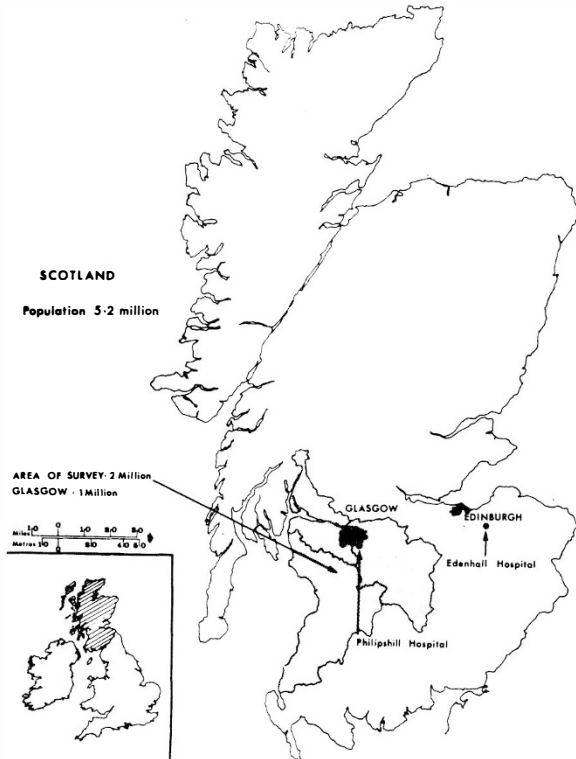 SCOTLAND
Population 5·2 million
AREA OF SURVEY· 2 Million
GLASGOW · 1 Million
GLASGOW
EDINBURGH
Edenhall Hospital
Philipshill Hospital
Miles
Metres